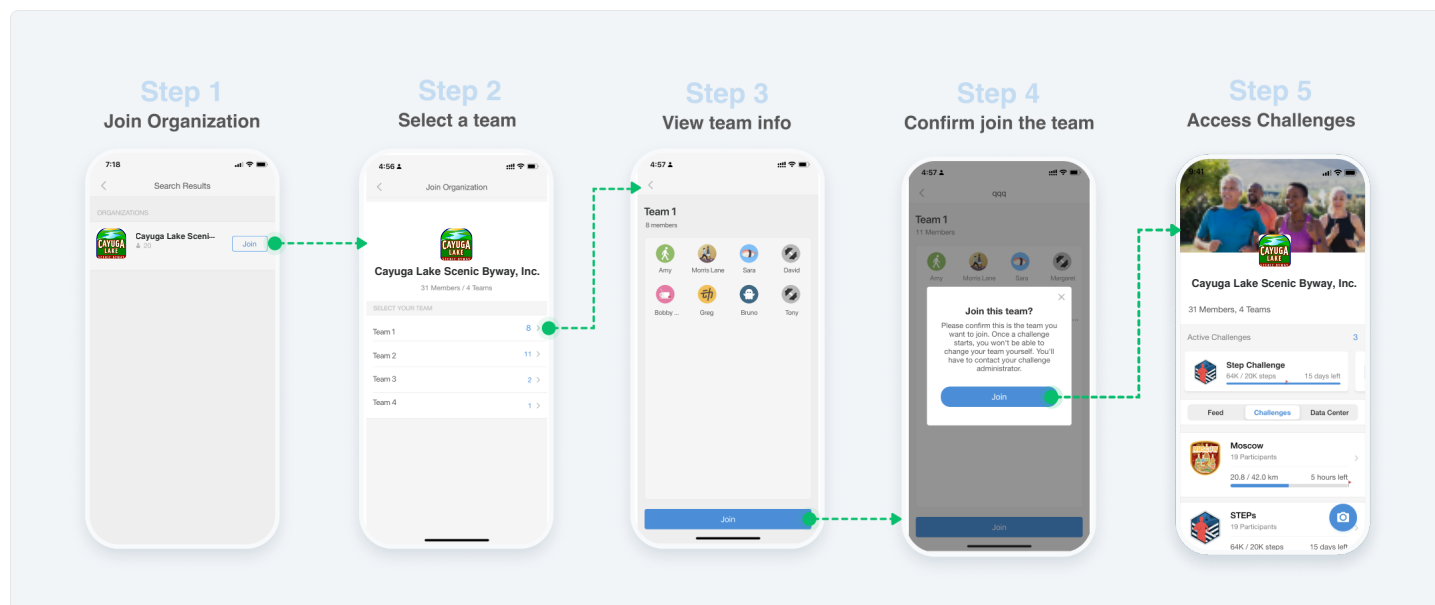 Step 1
Join Organization
7:18
Search Results
ORGANIZATIONS
CAYUGA
LAKE
Cayuga Lake Sceni...
20
Join
Step 2
Select a team
4:56
Join Organization
CAYUGA
LAKE
Cayuga Lake Scenic Byway, Inc.
31 Members / 4 Teams
SELECT YOUR TEAM
Team 1 8
Team 2 11
Team 3 2
Team 4 1
Step 3
View team info
4:57
Team 1
8 members
Amy Morris Lane Sara David
Bobby ... Greg Bruno Tony
Join
Step 4
Confirm join the team
4:57
qqq
Team 1
11 Members
Amy Morris Lane Sara Margaret
Join this team?
Please confirm this is the team you
want to join. Once a challenge
starts, you won't be able to
change your team yourself. You'll
have to contact your challenge
administrator.
Join
Join
Step 5
Access Challenges
9:41
CAYUGA
LAKE
Cayuga Lake Scenic Byway, Inc.
31 Members, 4 Teams
Active Challenges 3
Step Challenge
64K / 20K steps 15 days left
Feed Challenges Data Center
Moscow
19 Participants
20.8 / 42.0 km 5 hours left
STEPs
19 Participants
64K / 20K steps 15 days left